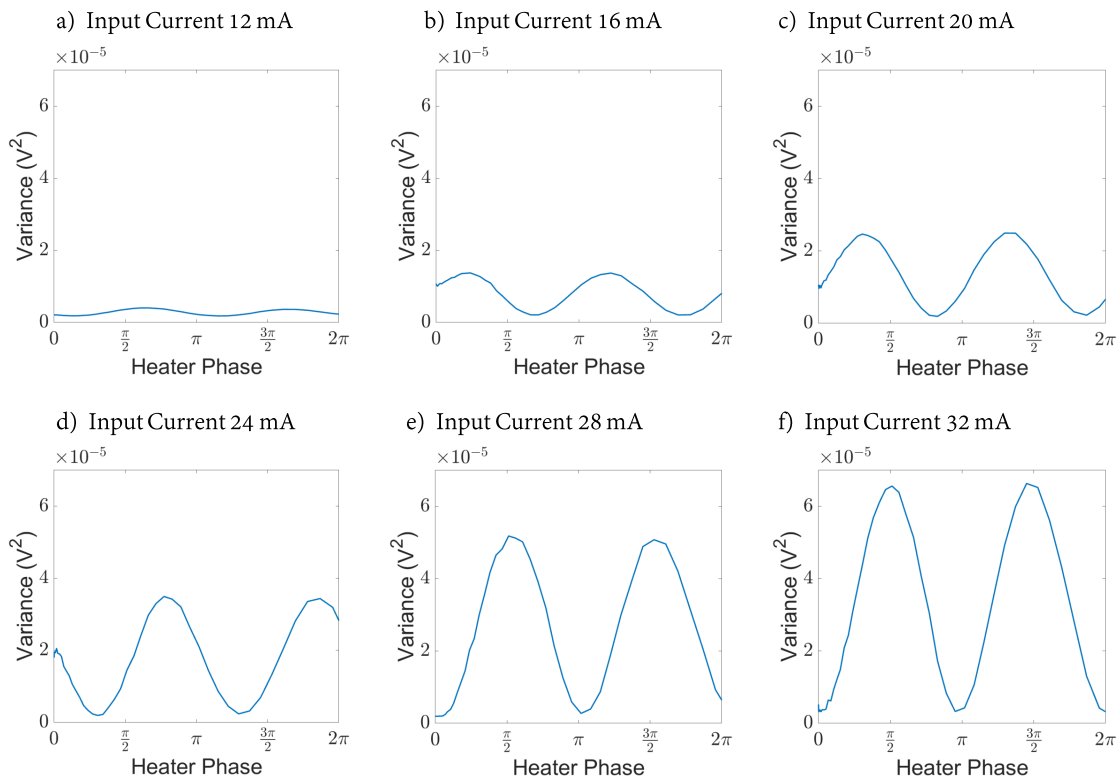 a) Input Current 12 mA
×10⁻⁵
6
4
2
0
Variance (V²)
0 π/2 π 3π/2 2π
Heater Phase
b) Input Current 16 mA
×10⁻⁵
6
4
2
0
Variance (V²)
0 π/2 π 3π/2 2π
Heater Phase
c) Input Current 20 mA
×10⁻⁵
6
4
2
0
Variance (V²)
0 π/2 π 3π/2 2π
Heater Phase
d) Input Current 24 mA
×10⁻⁵
6
4
2
0
Variance (V²)
0 π/2 π 3π/2 2π
Heater Phase
e) Input Current 28 mA
×10⁻⁵
6
4
2
0
Variance (V²)
0 π/2 π 3π/2 2π
Heater Phase
f) Input Current 32 mA
×10⁻⁵
6
4
2
0
Variance (V²)
0 π/2 π 3π/2 2π
Heater Phase